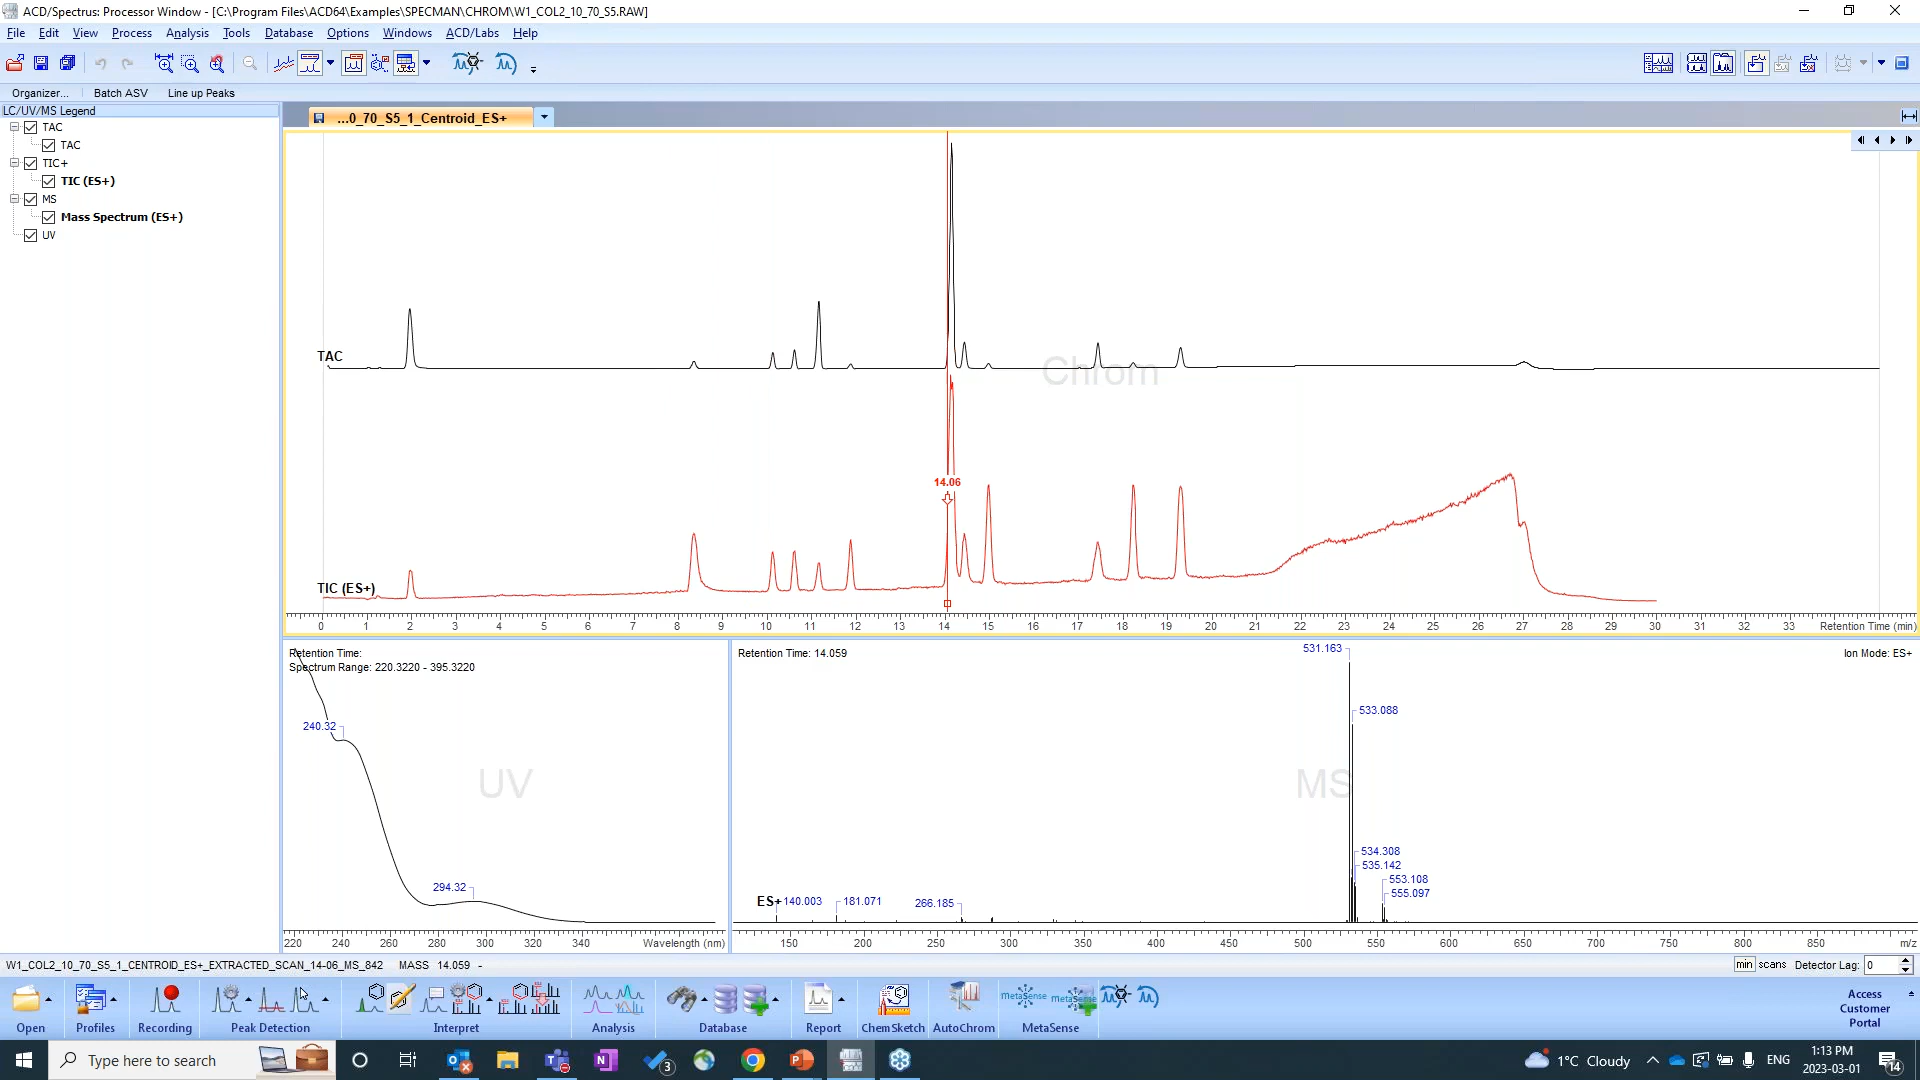 ACD/Spectrus: Processor Window - [C:\Program Files\ACD64\Examples\SPECMAN\CHROM\W1_COL2_10_70_S5.RAW]
File Edit View Process Analysis Tools Database Options Windows ACD/Labs Help
Organizer... Batch ASV Line up Peaks
LC/UV/MS Legend
TAC
TAC
TIC+
TIC (ES+)
MS
Mass Spectrum (ES+)
UV
...0_70_S5_1_Centroid_ES+
TAC
Chrom
14.06
TIC (ES+)
0 1 2 3 4 5 6 7 8 9 10 11 12 13 14 15 16 17 18 19 20 21 22 23 24 25 26 27 28 29 30 31 32 33 Retention Time (min)
Retention Time:
Spectrum Range: 220.3220 - 395.3220
240.32
UV
294.32
220 240 260 280 300 320 340 Wavelength (nm)
Retention Time: 14.059
Ion Mode: ES+
531.163
533.088
MS
534.308
535.142
553.108
555.097
ES+ 140.003 181.071 266.185
150 200 250 300 350 400 450 500 550 600 650 700 750 800 850 m/z
W1_COL2_10_70_S5_1_CENTROID_ES+_EXTRACTED_SCAN_14-06_MS_842 MASS 14.059 -
min scans Detector Lag: 0
metaSense metaSense
Open Profiles Recording Peak Detection Interpret Analysis Database Report ChemSketch AutoChrom MetaSense
Access
Customer
Portal
Type here to search
3
1°C Cloudy
ENG
1:13 PM
2023-03-01
14